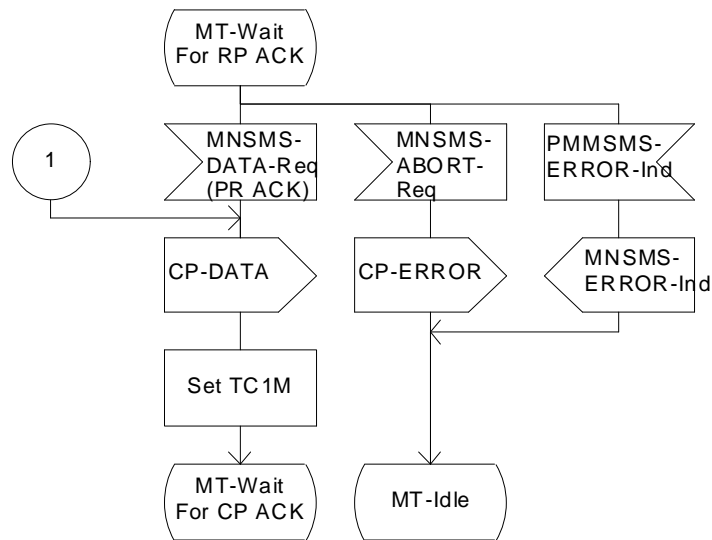 MT-Wait
For RP ACK
1
MNSMS-
DATA-Req
(PR ACK)
MNSMS-
ABORT-
Req
PMMSMS-
ERROR-Ind
CP-DATA
CP-ERROR
MNSMS-
ERROR-Ind
Set TC1M
MT-Wait
For CP ACK
MT-Idle